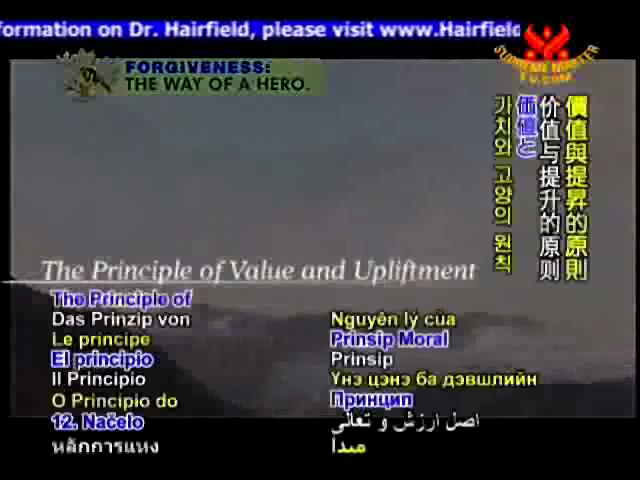 formation on Dr. Hairfield, please visit www.Hairfield
SUPREME MASTER
TV.COM
FORGIVENESS:
THE WAY OF A HERO.
價值與提昇的原則
价值与提升的原则
価値と
가치와 고양의 원칙
The Principle of Value and Upliftment
The Principle of
Das Prinzip von
Le principe
El principio
Il Principio
O Princípio do
12. Načelo
หลักการแห่ง
Nguyên lý của
Prinsip Moral
Prinsip
Үнэ цэнэ ба дэвшлийн
Принцип
اصل ارزش و تعالی
مبدأ